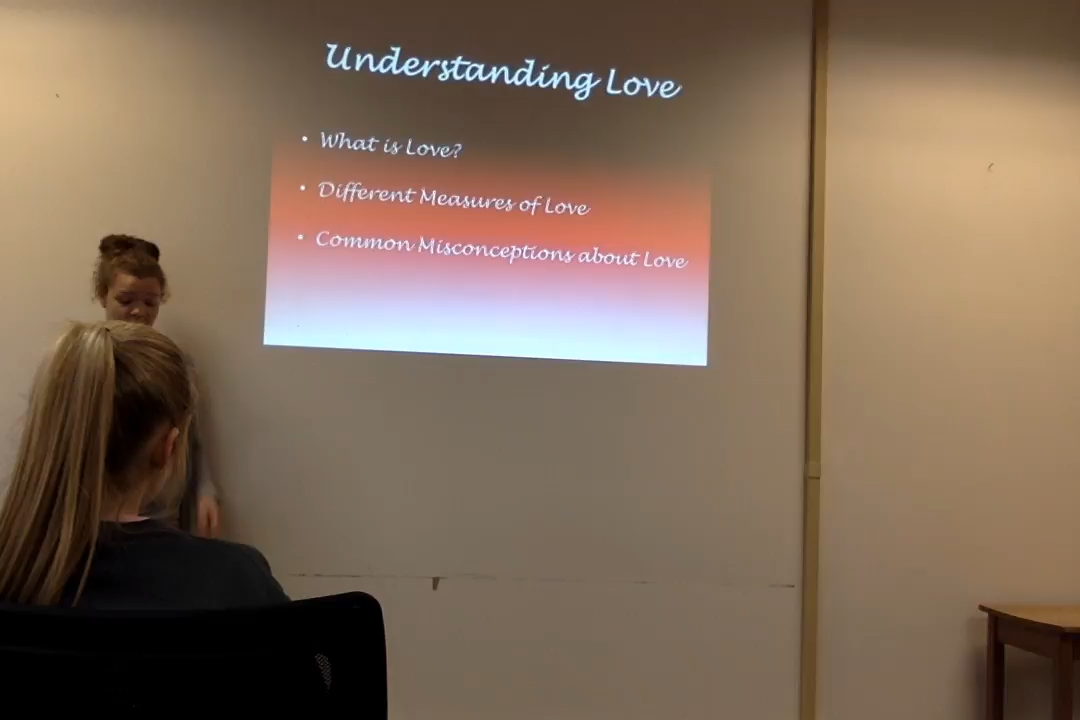 Understanding Love
• What is Love?
• Different Measures of Love
• Common Misconceptions about Love